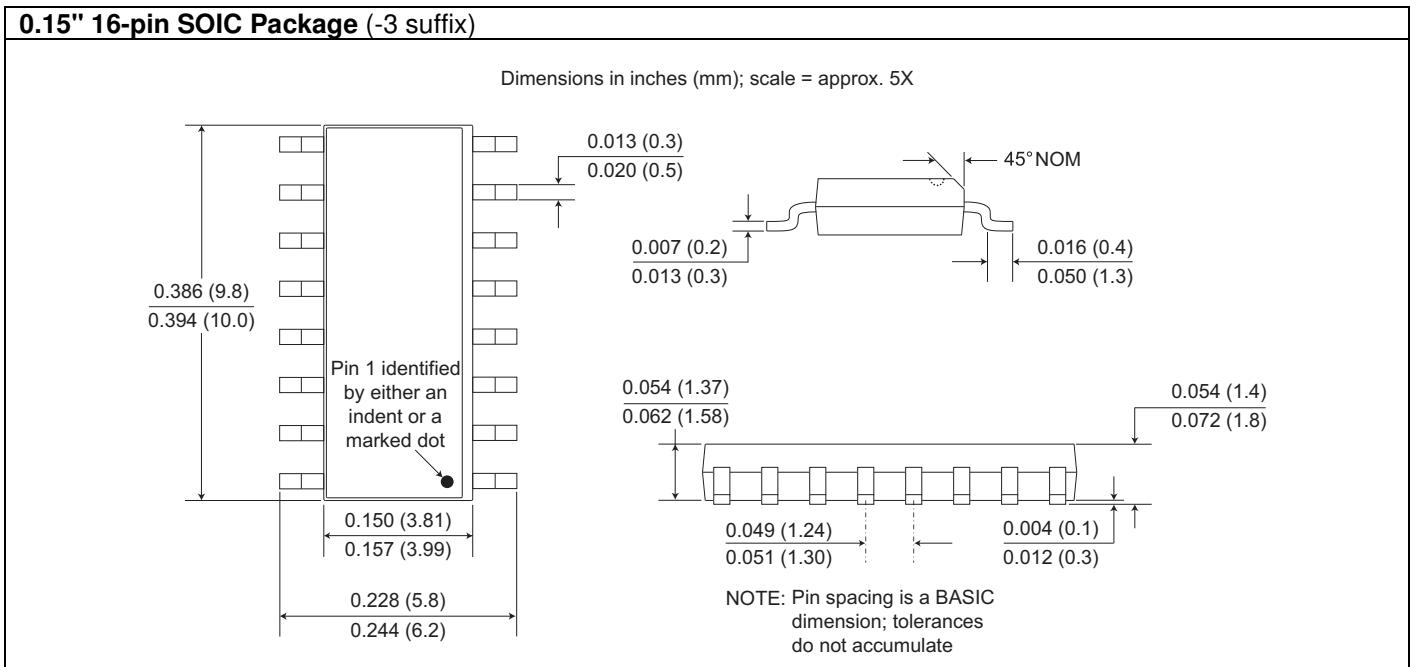 0.15" 16-pin SOIC Package (-3 suffix)
Dimensions in inches (mm); scale = approx. 5X
0.013 (0.3)
0.020 (0.5)
45°NOM
0.007 (0.2)
0.013 (0.3)
0.016 (0.4)
0.050 (1.3)
0.386 (9.8)
0.394 (10.0)
Pin 1 identified
by either an
indent or a
marked dot
0.054 (1.37)
0.062 (1.58)
0.054 (1.4)
0.072 (1.8)
0.150 (3.81)
0.157 (3.99)
0.049 (1.24)
0.051 (1.30)
0.004 (0.1)
0.012 (0.3)
0.228 (5.8)
0.244 (6.2)
NOTE: Pin spacing is a BASIC
dimension; tolerances
do not accumulate